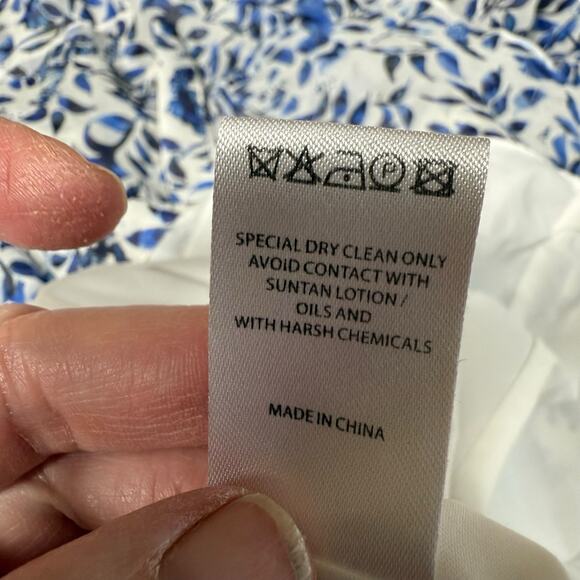 SPECIAL DRY CLEAN ONLY
AVOID CONTACT WITH
SUNTAN LOTION /
OILS AND
WITH HARSH CHEMICALS
MADE IN CHINA